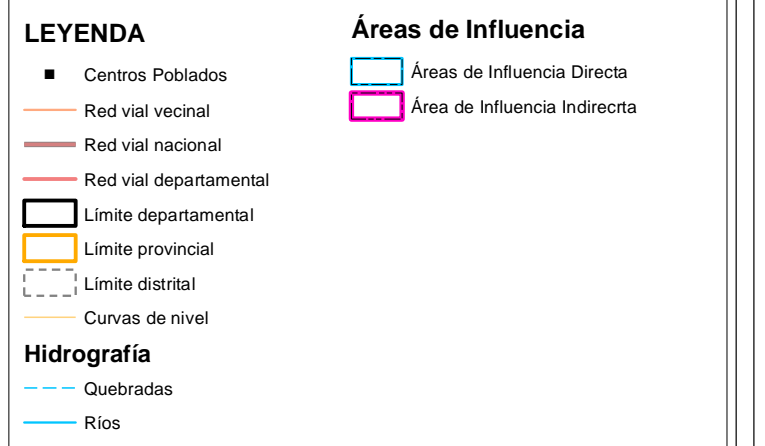 LEYENDA
Centros Poblados
Red vial vecinal
Red vial nacional
Red vial departamental
Límite departamental
Límite provincial
Límite distrital
Curvas de nivel
Hidrografía
Quebradas
Ríos
Áreas de Influencia
Áreas de Influencia Directa
Área de Influencia Indirecrta